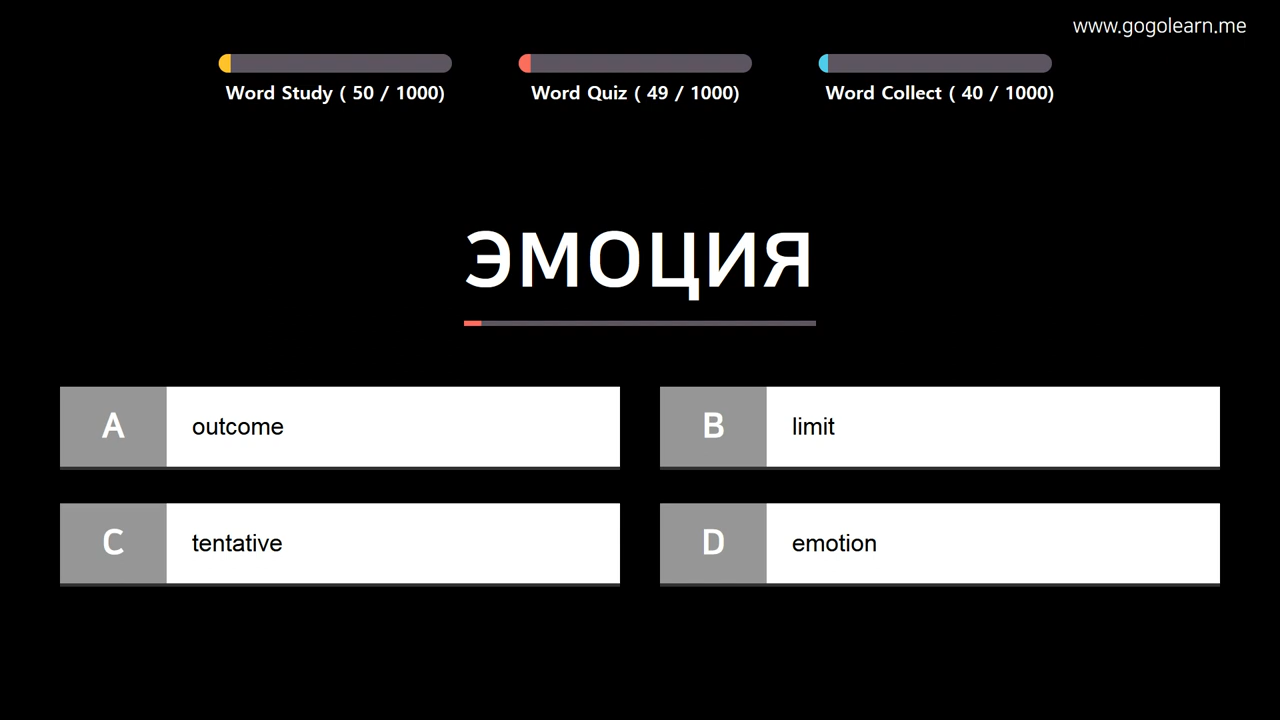 www.gogolearn.me
Word Study ( 50 / 1000)
Word Quiz ( 49 / 1000)
Word Collect ( 40 / 1000)
ЭМОЦИЯ
A outcome
B limit
C tentative
D emotion